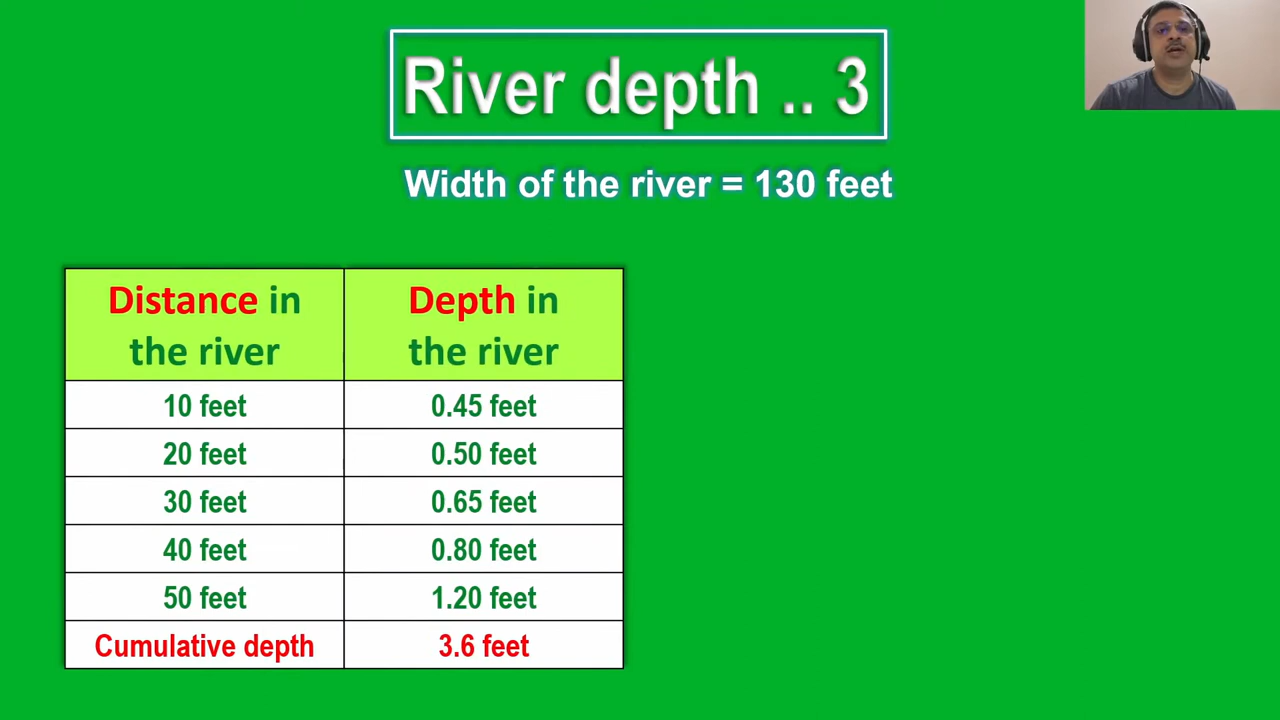 River depth .. 3
Width of the river = 130 feet
Distance in the river
Depth in the river
10 feet
0.45 feet
20 feet
0.50 feet
30 feet
0.65 feet
40 feet
0.80 feet
50 feet
1.20 feet
Cumulative depth
3.6 feet